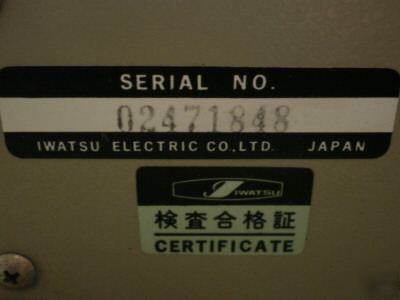 SERIAL NO.
02471848
IWATSU ELECTRIC CO., LTD. JAPAN
IWATSU
検査合格証
CERTIFICATE